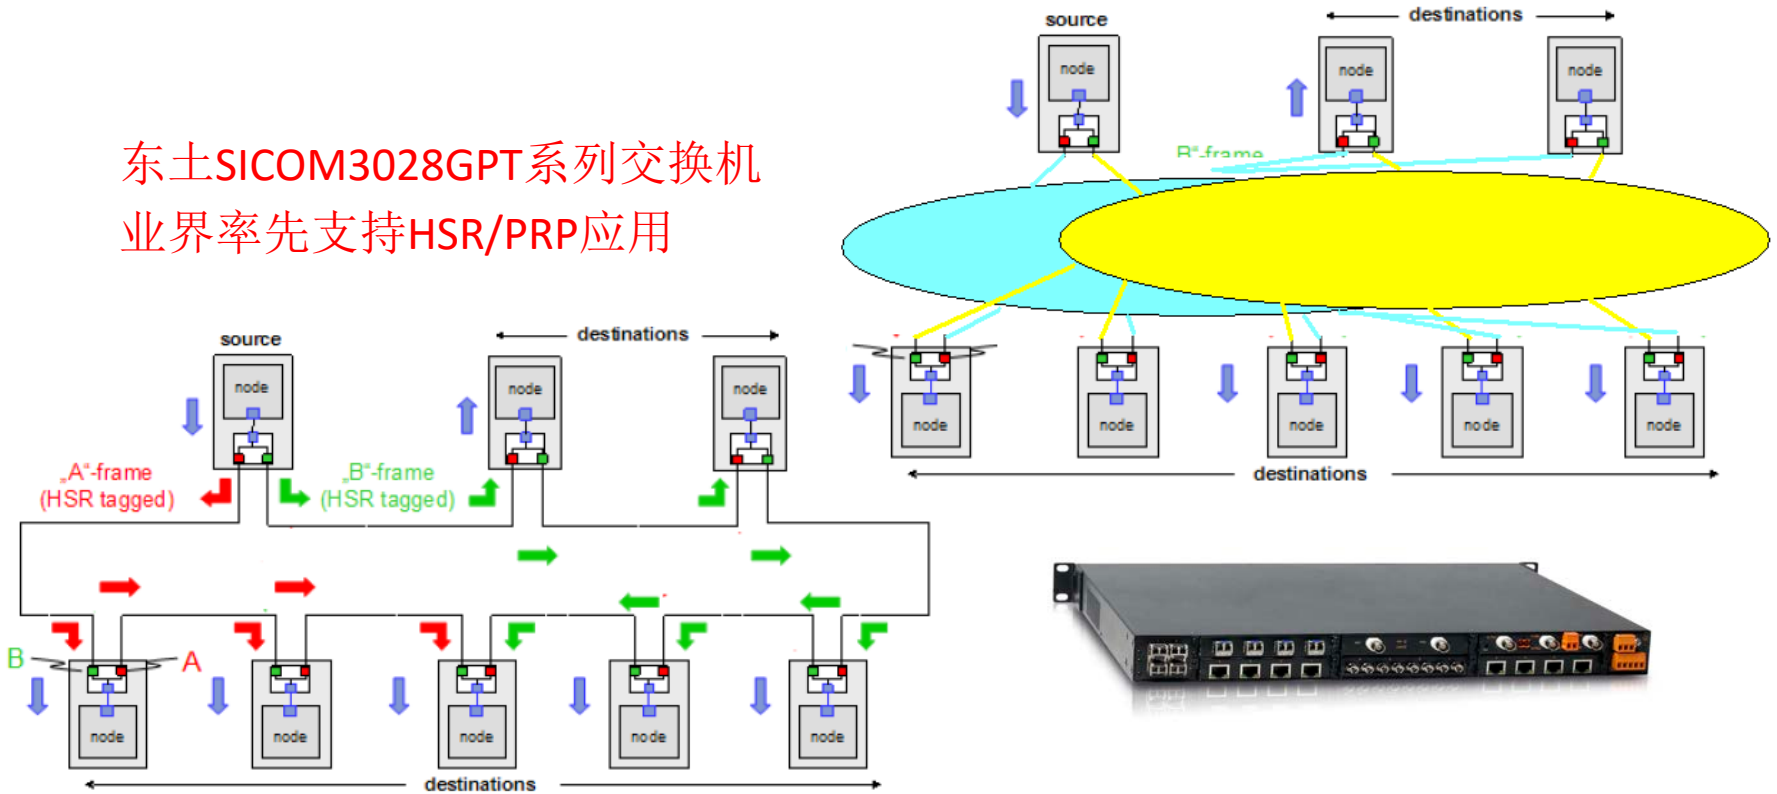 source
destinations
node
node
node
B“-frame
东土SICOM3028GPT系列交换机
业界率先支持HSR/PRP应用
node
node
node
node
node
destinations
source
destinations
node
node
node
„A“-frame
(HSR tagged)
„B“-frame
(HSR tagged)
B
A
node
node
node
node
node
destinations